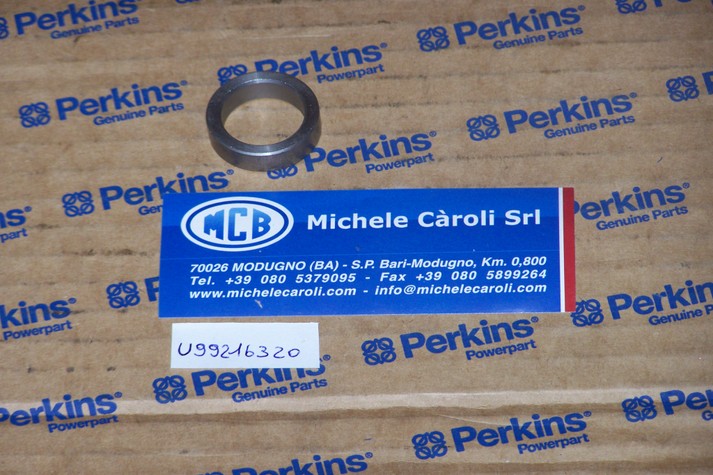 Perkins
Genuine Parts
Perkins
Powerpart
Perkins
Genuine Parts
Perkins
Genuine Parts
Perkins
Powerpart
Perkins
Genuine Parts
Perkins
Powerpart
Perkins
Genuine Parts
MCB Michele Càroli Srl
70026 MODUGNO (BA) - S.P. Bari-Modugno, Km. 0,800
Tel. +39 080 5379095 - Fax +39 080 5899264
www.michelecaroli.com - info@michelecaroli.com
U99216320
Perkins
Powerpart
Perkins
Genuine Parts
Perkins
Powerpart
Perkins
Powerpart
Perkins
Genuine Parts